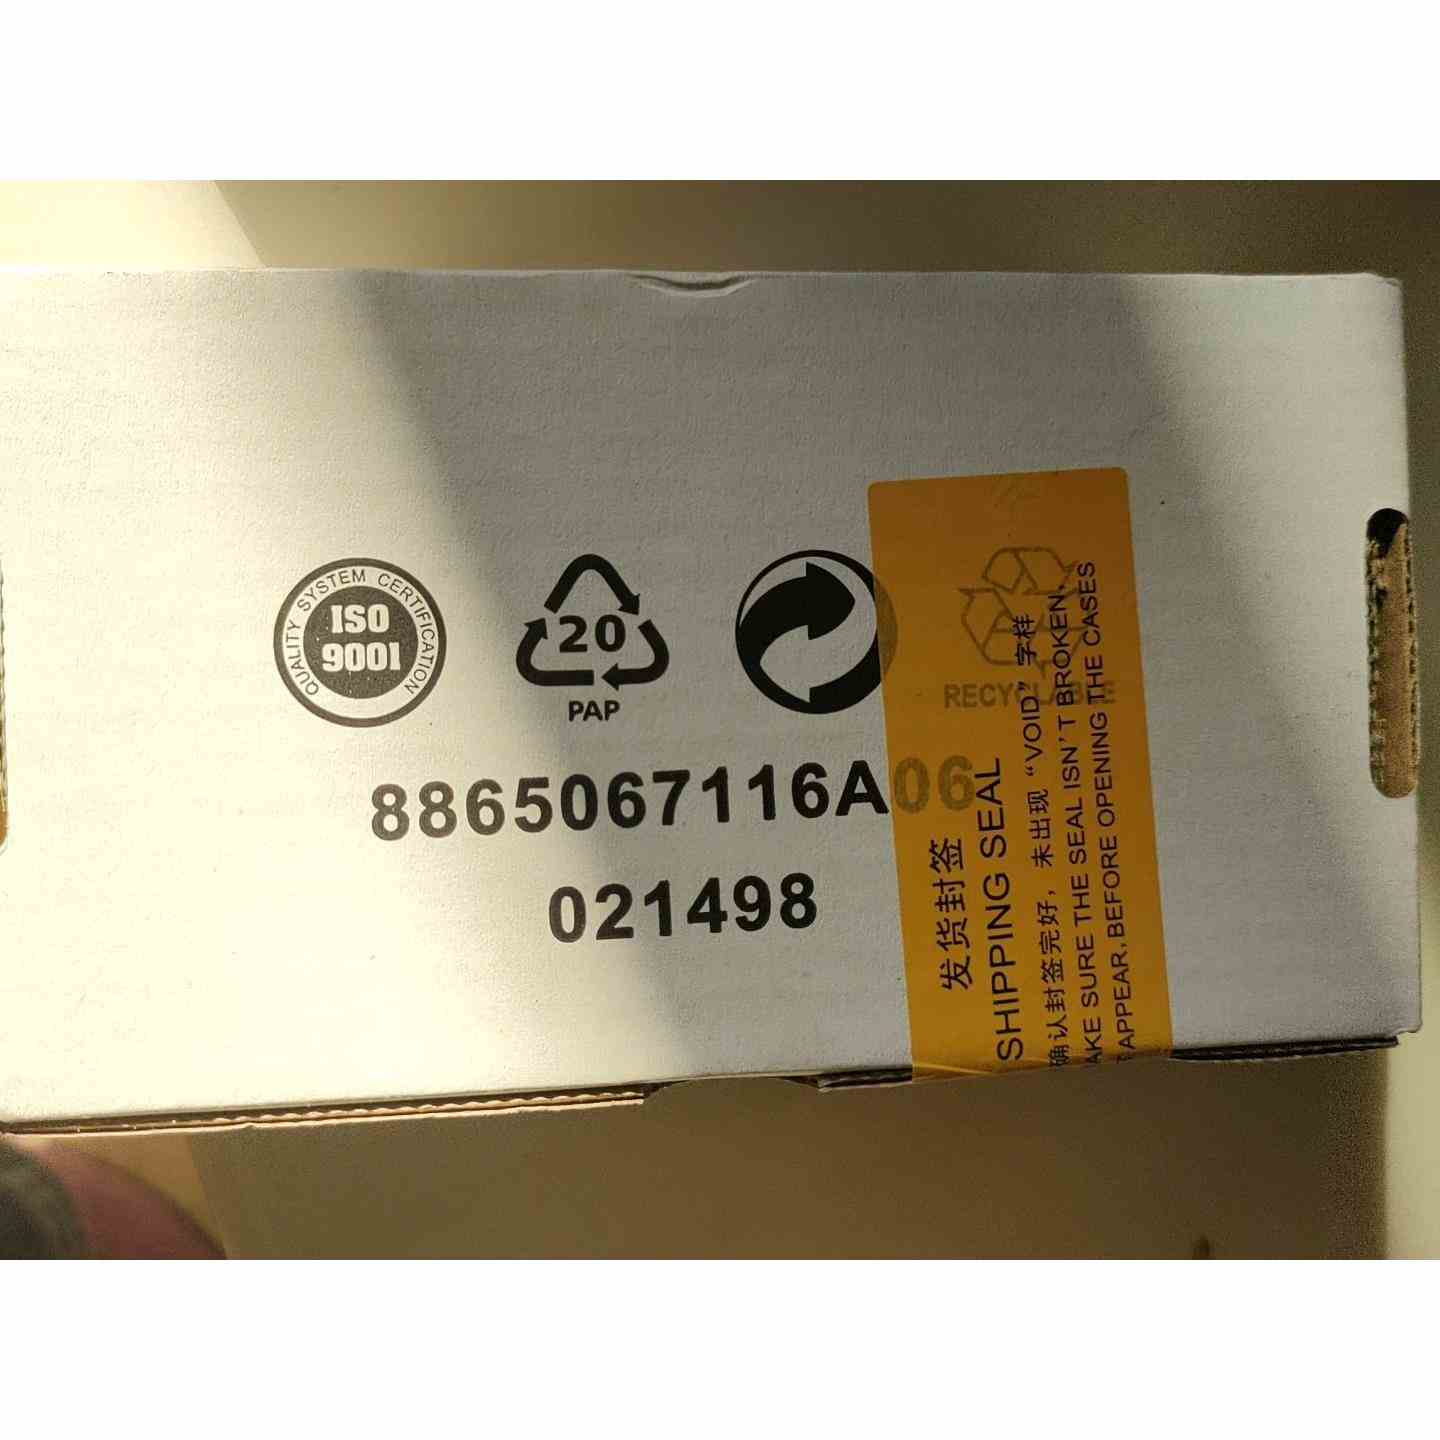 QUALITY SYSTEM CERTIFICATION
ISO
9001
20
PAP
RECYCLABLE
8865067116A06
021498
发货封签
SHIPPING SEAL
确认封签完好，未出现“VOID”字样
AKE SURE THE SEAL ISN'T BROKEN,
T APPEAR, BEFORE OPENING THE CASES